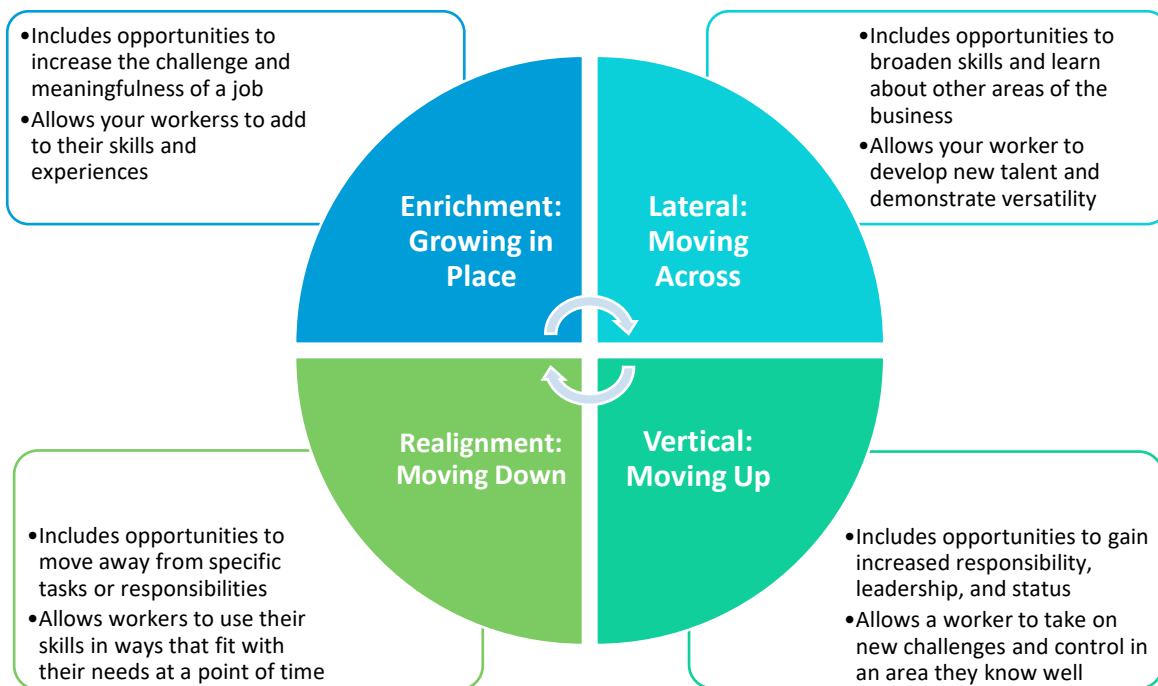 •Includes opportunities to
increase the challenge and
meaningfulness of a job
•Allows your workerss to add
to their skills and
experiences
•Includes opportunities to
broaden skills and learn
about other areas of the
business
•Allows your worker to
develop new talent and
demonstrate versatility
Enrichment:
Growing in
Place
Lateral:
Moving
Across
Realignment:
Moving Down
Vertical:
Moving Up
•Includes opportunities to
move away from specific
tasks or responsibilities
•Allows workers to use their
skills in ways that fit with
their needs at a point of time
•Includes opportunities to gain
increased responsibility,
leadership, and status
•Allows a worker to take on
new challenges and control in
an area they know well